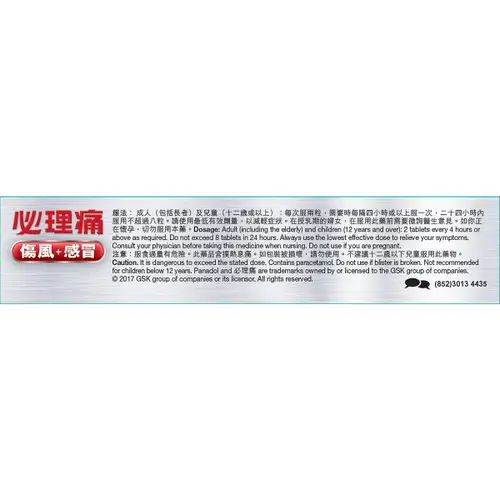 必理痛
傷風+感冒
服法：成人（包括長者）及兒童（十二歲或以上）：每次服兩粒，需要時每隔四小時或以上服一次，二十四小時內
服用不超過八粒。請使用最低有效劑量，以減輕症狀。在授乳期的婦女，在服用此藥前需要徵詢醫生意見。如你正
在懷孕，切勿服用本藥。Dosage: Adult (including the elderly) and children (12 years and over): 2 tablets every 4 hours or
above as required. Do not exceed 8 tablets in 24 hours. Always use the lowest effective dose to relieve your symptoms.
Consult your physician before taking this medicine when nursing. Do not use if you are pregnant.
注意：服食過量有危險。此藥品含撲熱息痛。如包裝被損壞，請勿使用。不建議十二歲以下兒童服用此藥物。
Caution. It is dangerous to exceed the stated dose. Contains paracetamol. Do not use if blister is broken. Not recommended
for children below 12 years. Panadol and 必理痛 are trademarks owned by or licensed to the GSK group of companies.
© 2017 GSK group of companies or its licensor. All rights reserved.
(852)3013 4435